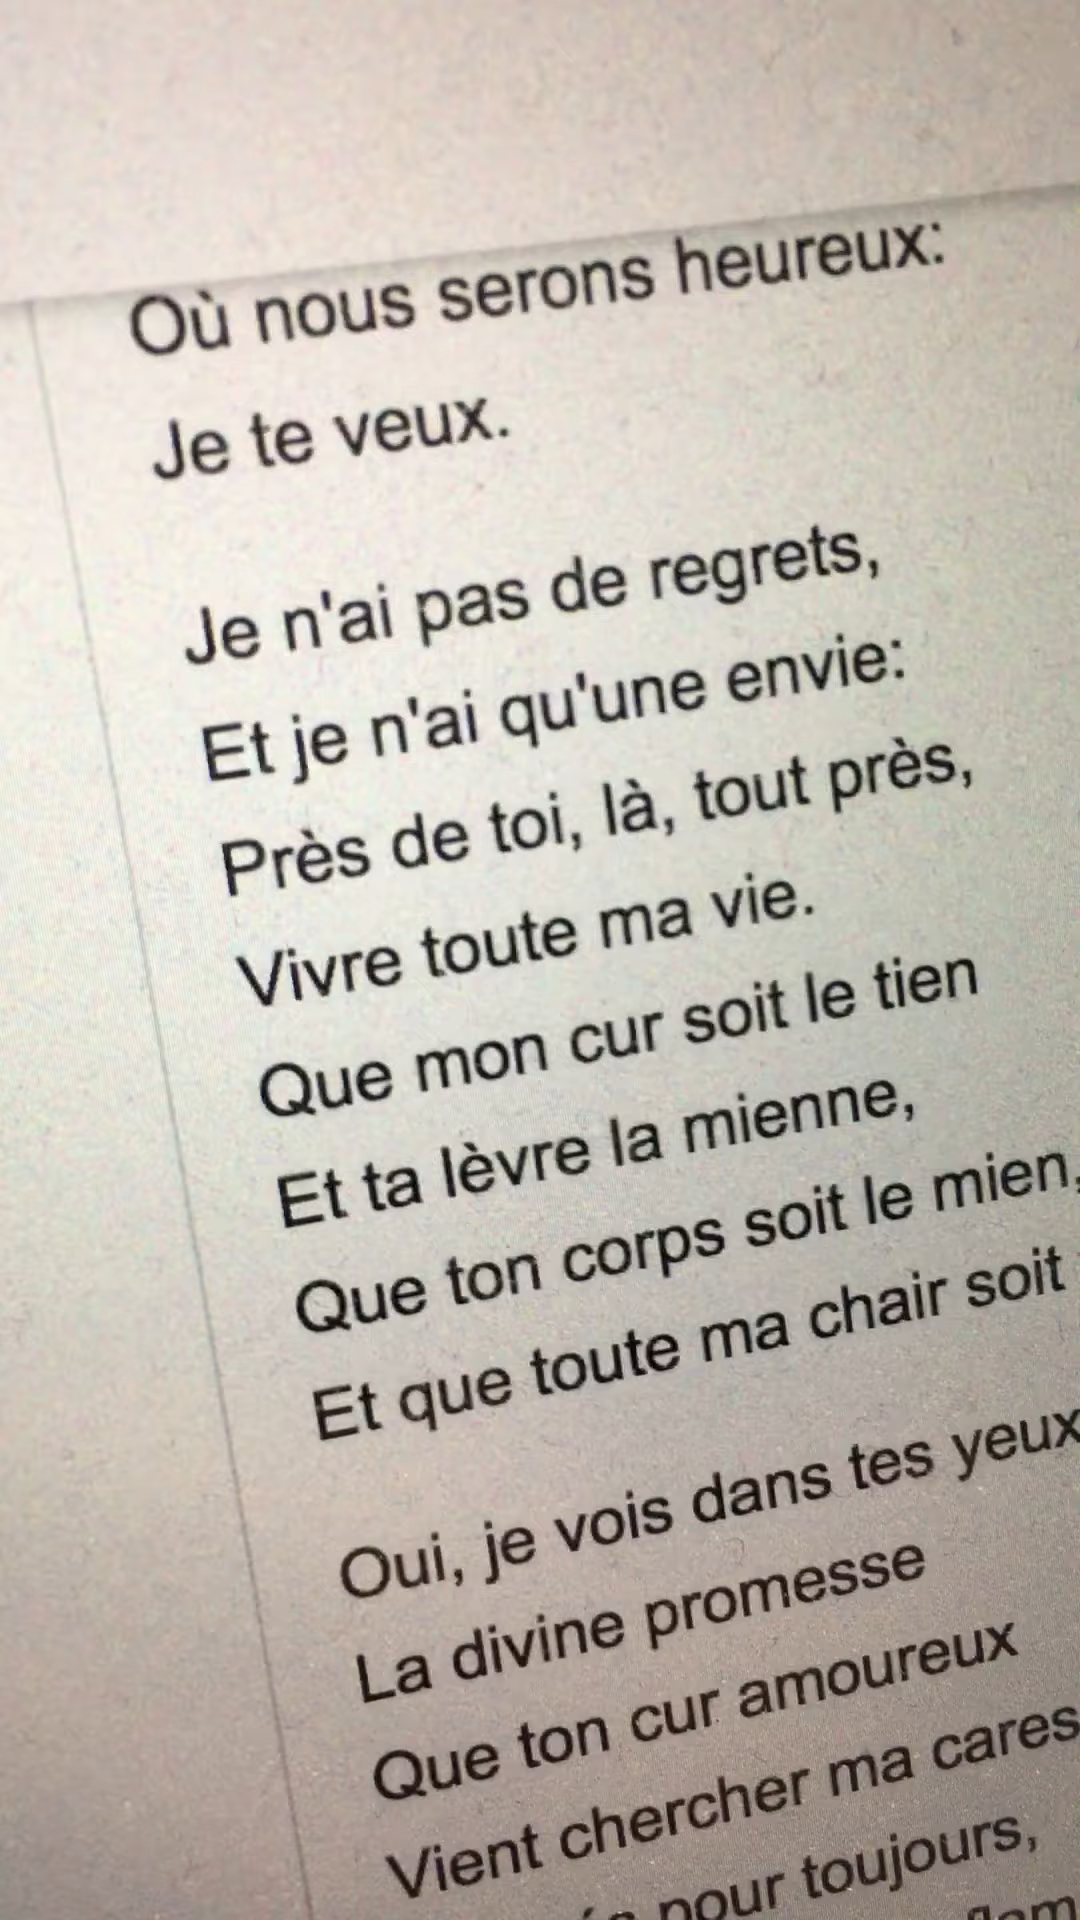 Où nous serons heureux:
Je te veux.
Je n'ai pas de regrets,
Et je n'ai qu'une envie:
Près de toi, là, tout près,
Vivre toute ma vie.
Que mon cur soit le tien
Et ta lèvre la mienne,
Que ton corps soit le mien,
Et que toute ma chair soit
Oui, je vois dans tes yeux
La divine promesse
Que ton cur amoureux
Vient chercher ma cares
pour toujours,